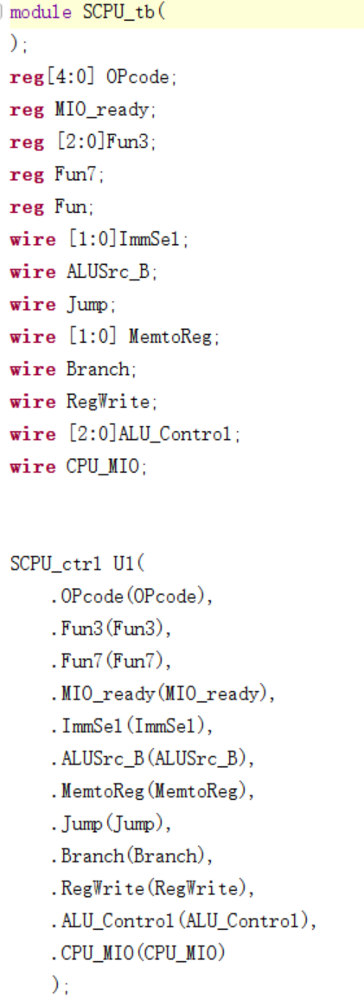 module SCPU_tb(
);
reg[4:0] OPcode;
reg MIO_ready;
reg [2:0]Fun3;
reg Fun7;
reg Fun;
wire [1:0]ImmSel;
wire ALUSrc_B;
wire Jump;
wire [1:0] MemtoReg;
wire Branch;
wire RegWrite;
wire [2:0]ALU_Control;
wire CPU_MIO;
SCPU_ctrl U1(
.OPcode(OPcode),
.Fun3(Fun3),
.Fun7(Fun7),
.MIO_ready(MIO_ready),
.ImmSel(ImmSel),
.ALUSrc_B(ALUSrc_B),
.MemtoReg(MemtoReg),
.Jump(Jump),
.Branch(Branch),
.RegWrite(RegWrite),
.ALU_Control(ALU_Control),
.CPU_MIO(CPU_MIO)
);